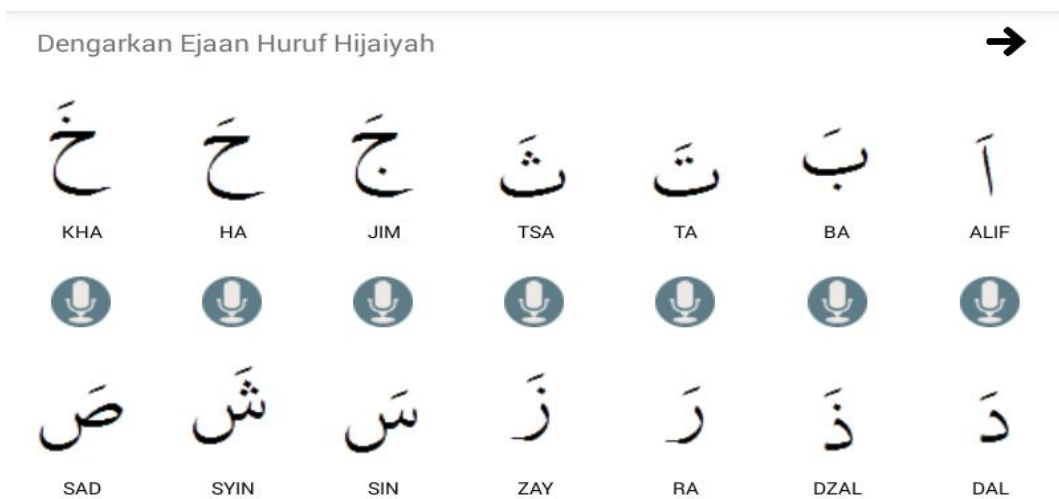 Dengarkan Ejaan Huruf Hijaiyah
خَ حَ جَ ثَ تَ بَ اَ
KHA HA JIM TSA TA BA ALIF
صَ شَ سَ زَ رَ ذَ دَ
SAD SYIN SIN ZAY RA DZAL DAL